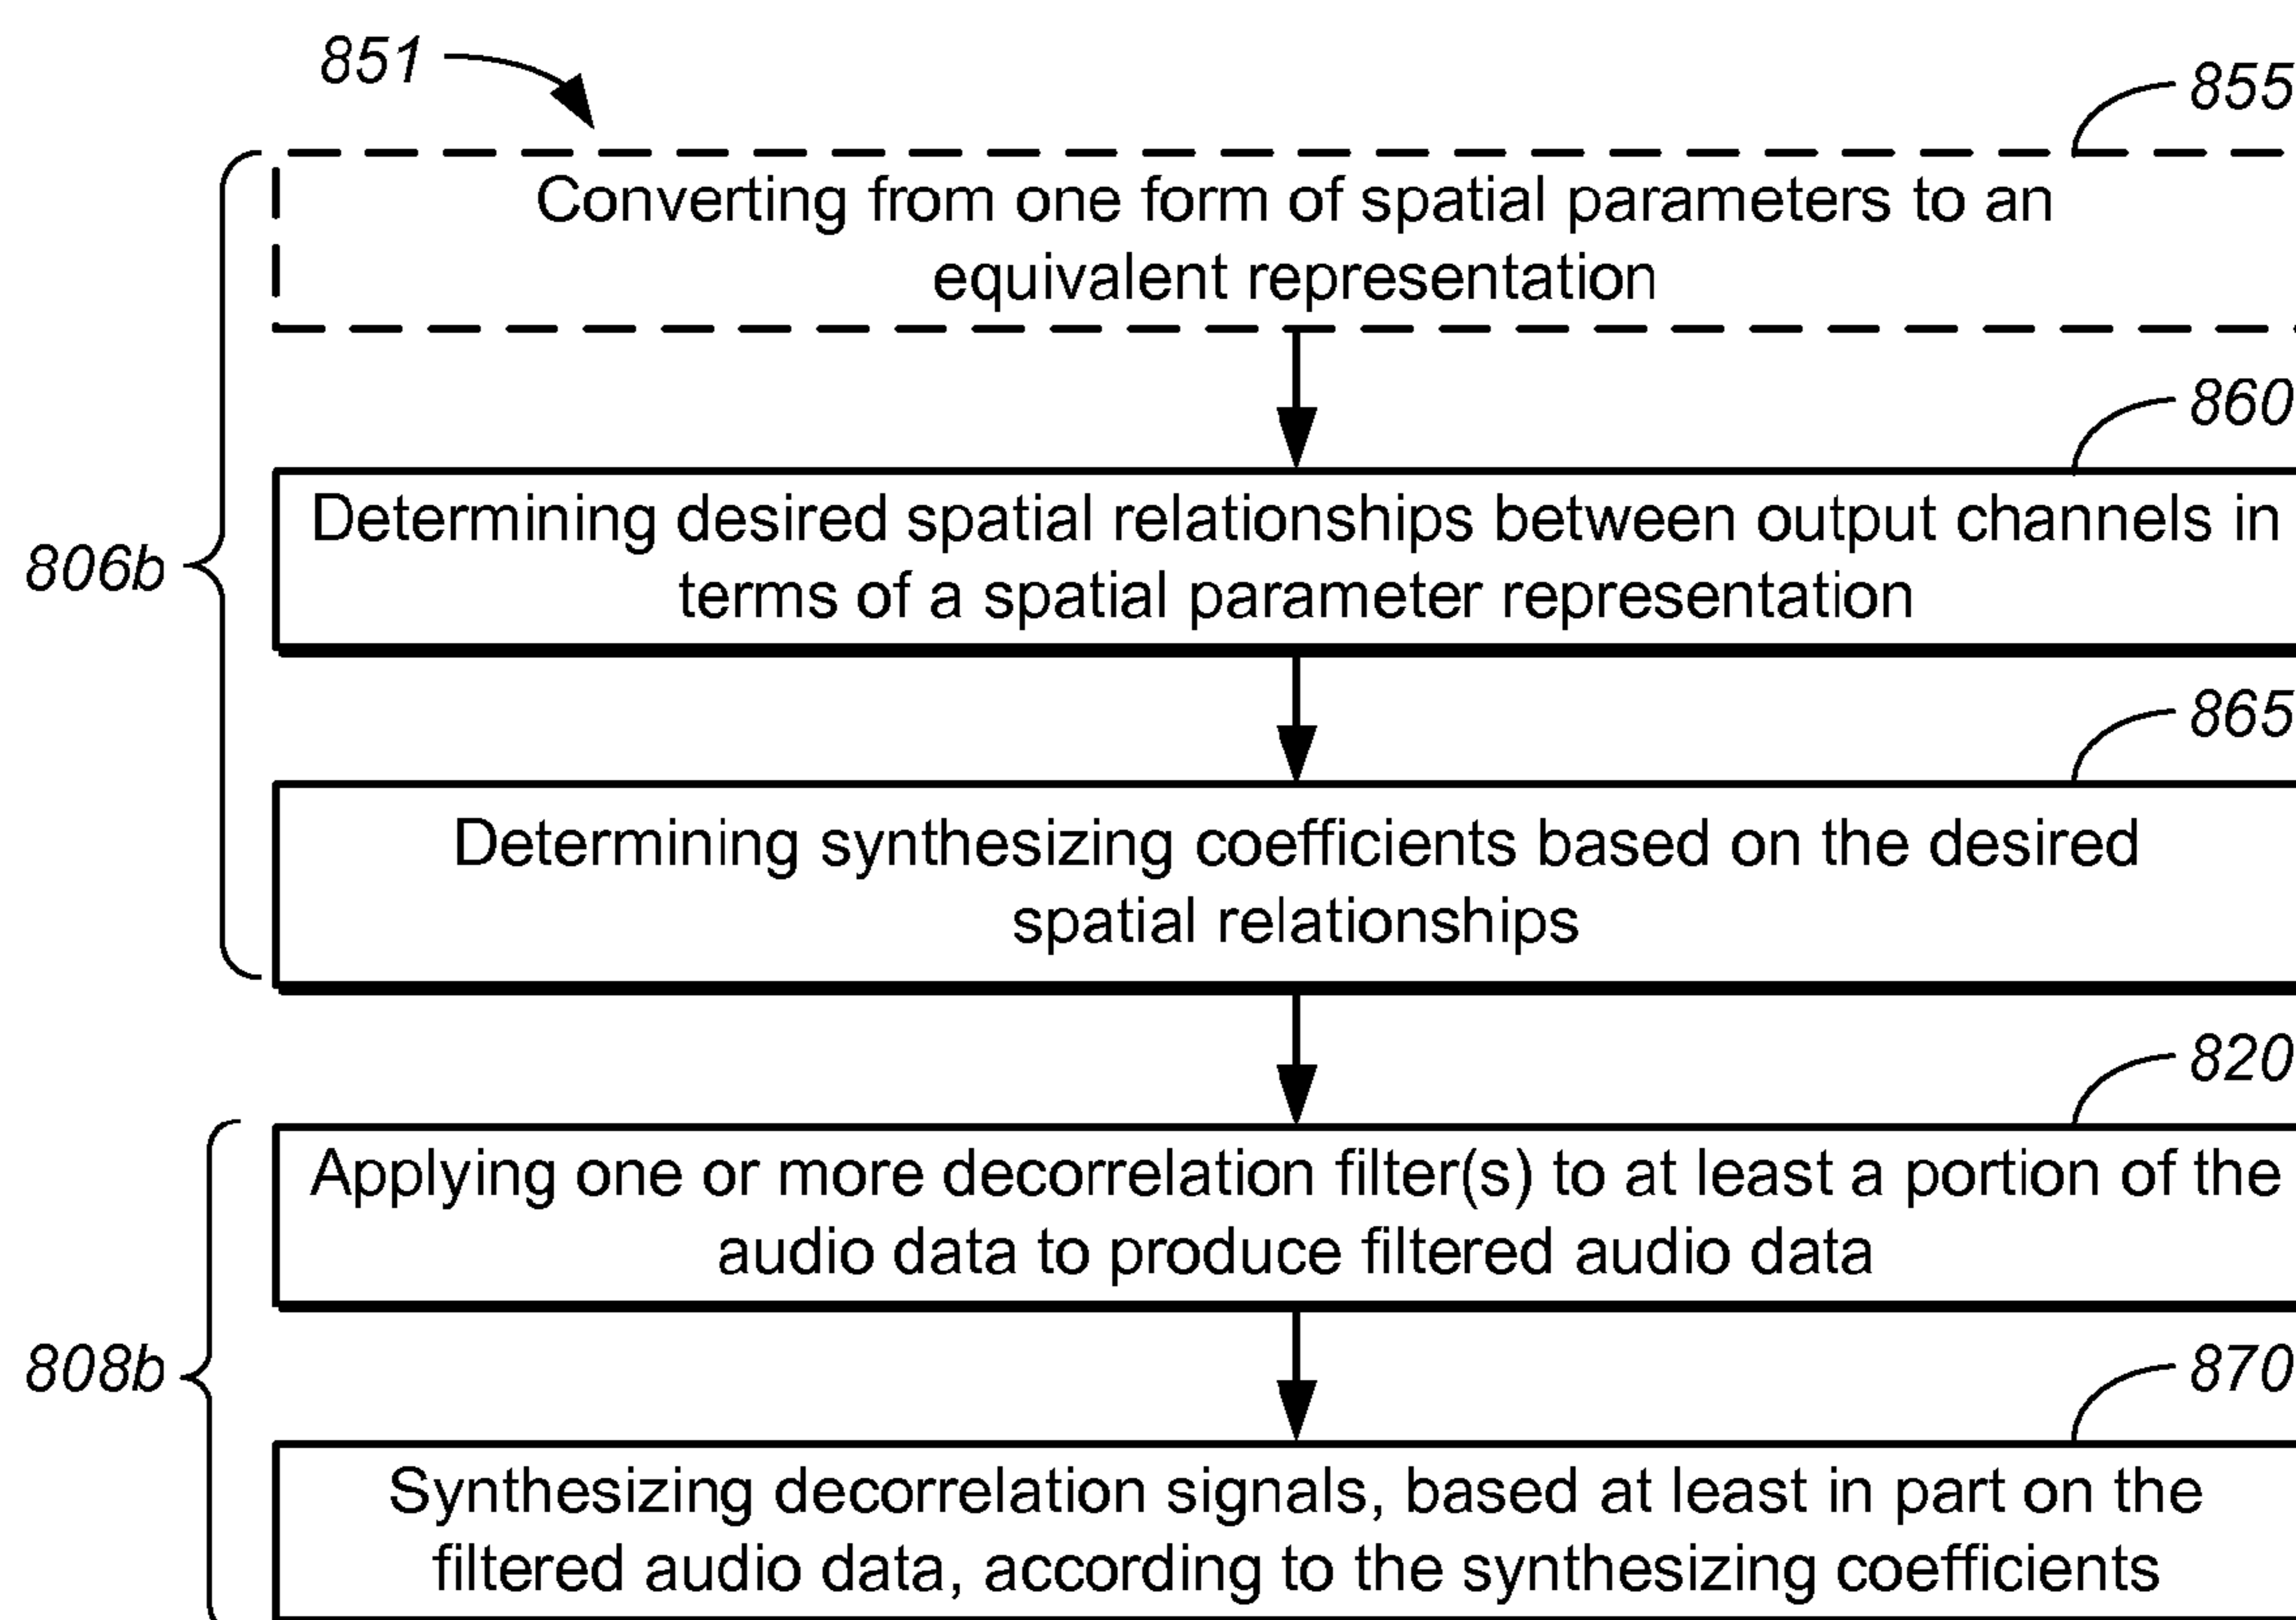 851
855
Converting from one form of spatial parameters to an
equivalent representation
860
Determining desired spatial relationships between output channels in
terms of a spatial parameter representation
806b
865
Determining synthesizing coefficients based on the desired
spatial relationships
820
Applying one or more decorrelation filter(s) to at least a portion of the
audio data to produce filtered audio data
808b
870
Synthesizing decorrelation signals, based at least in part on the
filtered audio data, according to the synthesizing coefficients